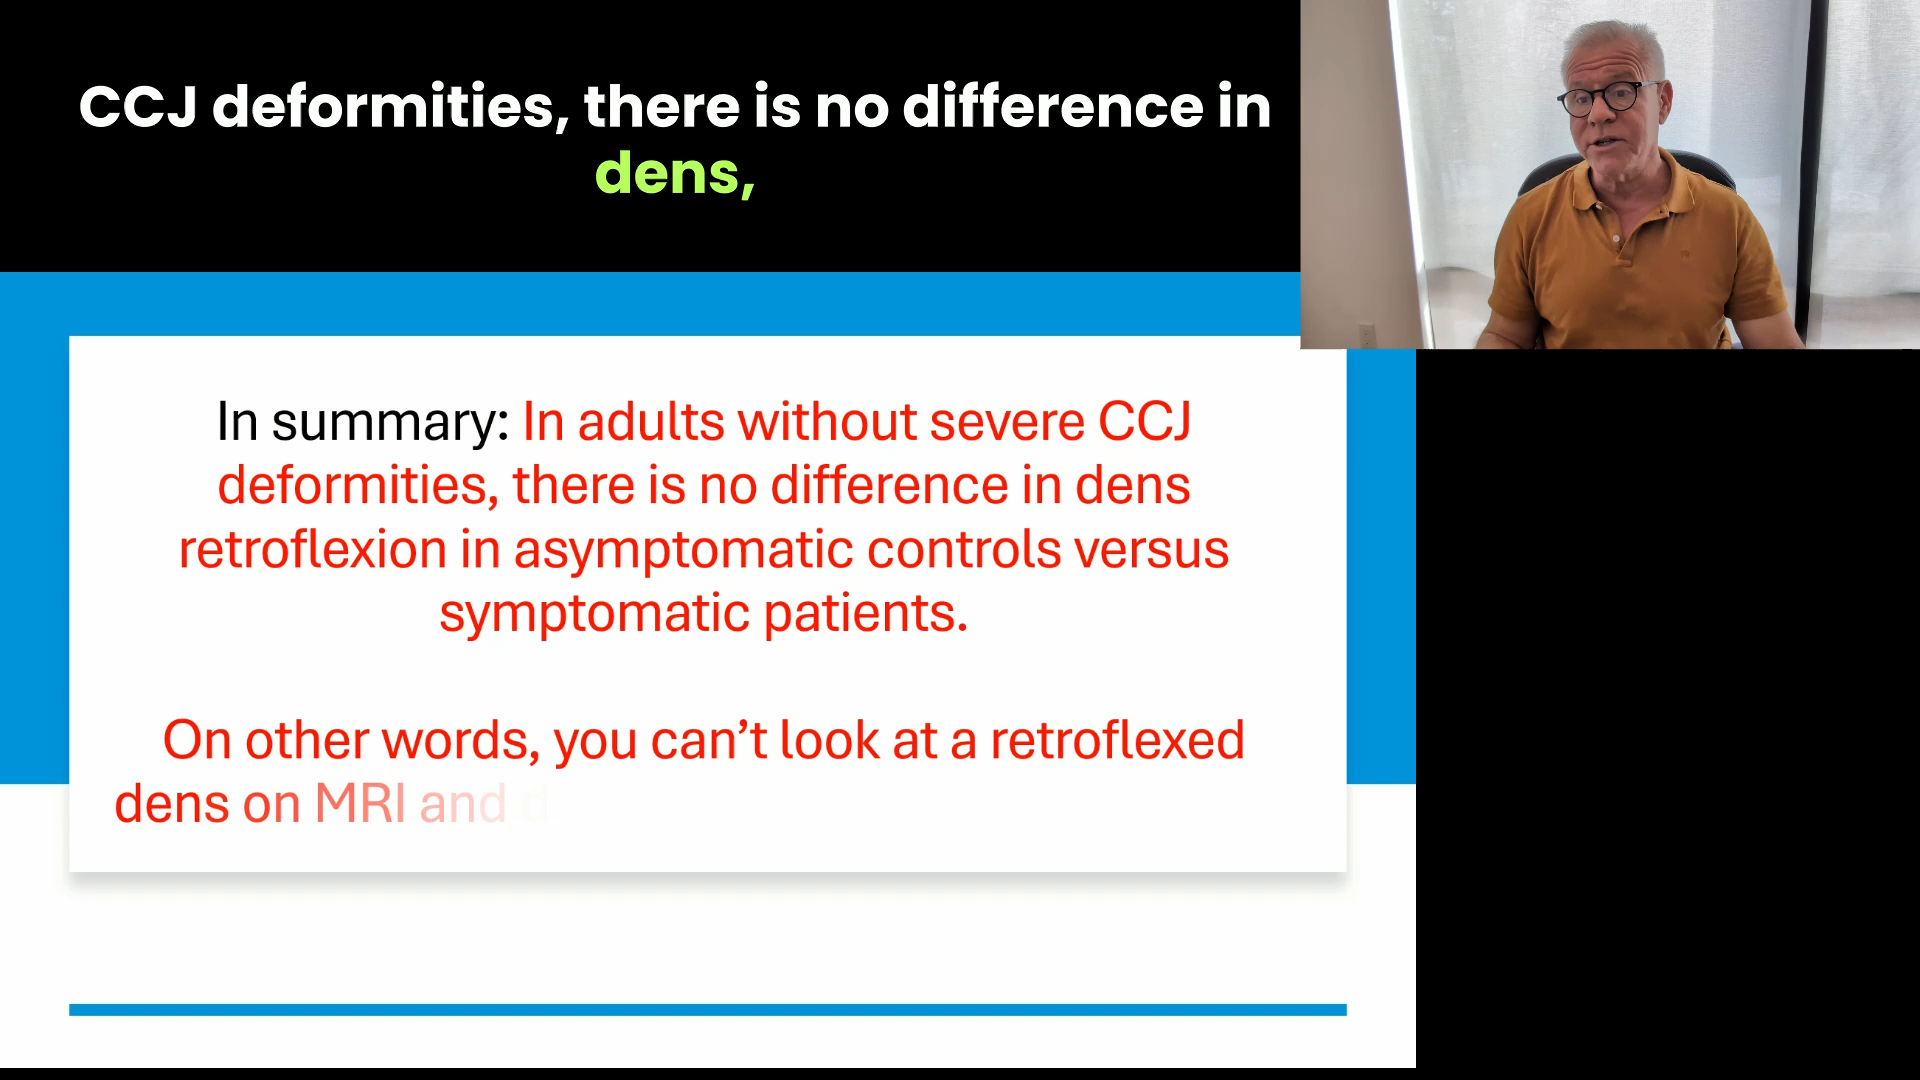 CCJ deformities, there is no difference in
dens,
In summary: In adults without severe CCJ
deformities, there is no difference in dens
retroflexion in asymptomatic controls versus
symptomatic patients.
On other words, you can’t look at a retroflexed
dens on MRI and d